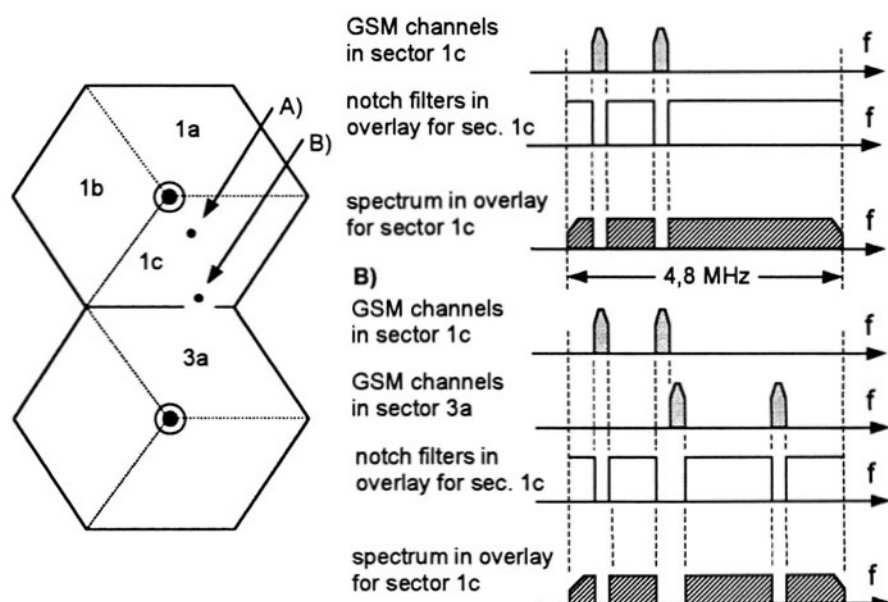 1a
A)
B)
1b
1c
3a
GSM channels
in sector 1c
f
notch filters in
overlay for sec. 1c
f
spectrum in overlay
for sector 1c
f
4,8 MHz
B)
GSM channels
in sector 1c
f
GSM channels
in sector 3a
f
notch filters in
overlay for sec. 1c
f
spectrum in overlay
for sector 1c
f